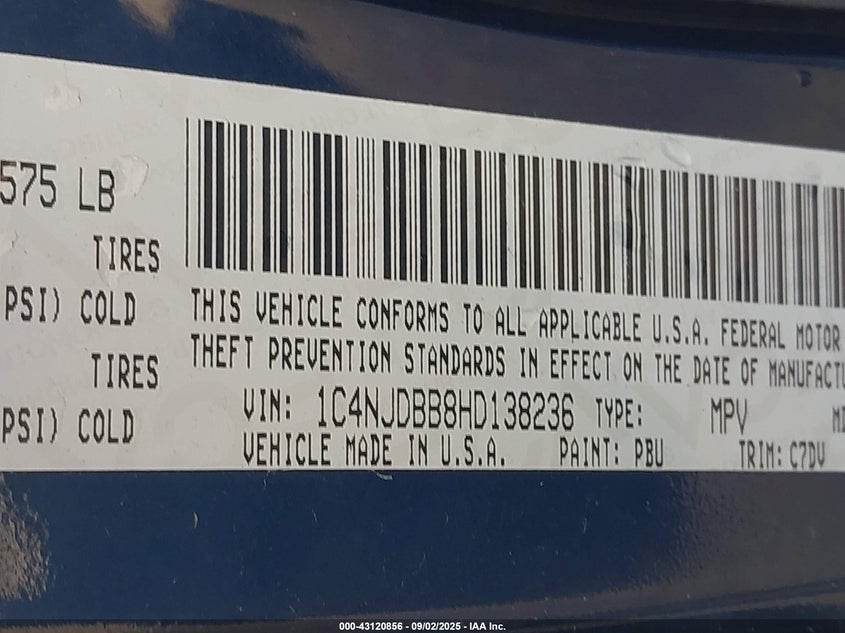 575 LB
TIRES
PSI) COLD
TIRES
PSI) COLD
THIS VEHICLE CONFORMS TO ALL APPLICABLE U.S.A. FEDERAL MOTOR
THEFT PREVENTION STANDARDS IN EFFECT ON THE DATE OF MANUFACTU
VIN: 1C4NJDBB8HD138236 TYPE: MPV
VEHICLE MADE IN U.S.A. PAINT: PBU TRIM: C7DV
000-43120856 - 09/02/2025 - IAA Inc.